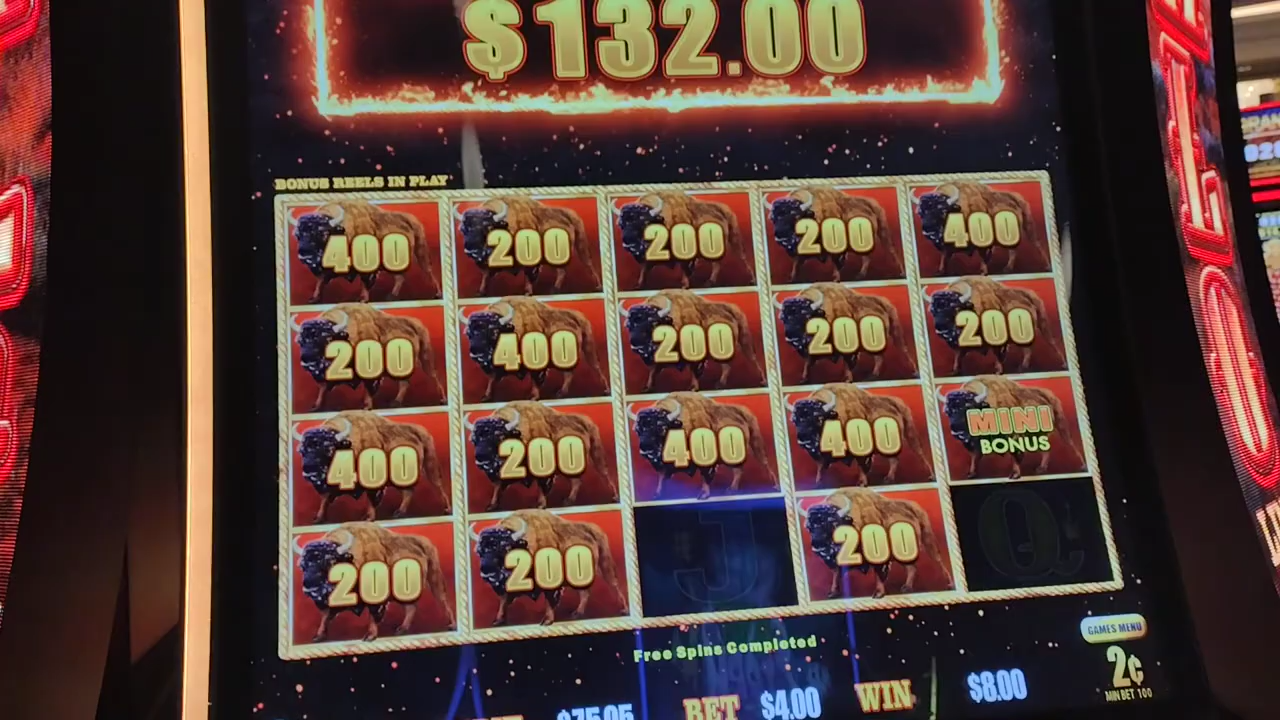 $132.00
BONUS REELS IN PLAY
400 200 200 200 400
200 400 200 200 200
400 200 400 400 MINI BONUS
200 200 J 200 Q
Free Spins Completed
GAMES MENU
2¢
MIN BET 100
$75.05 BET $4.00 WIN $8.00